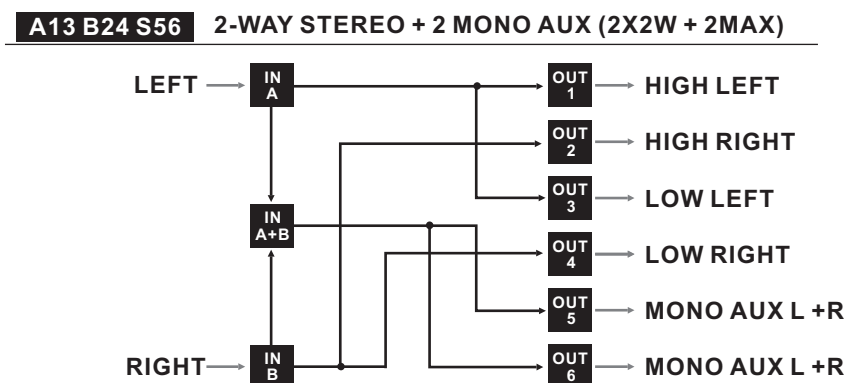 A13 B24 S56 2-WAY STEREO + 2 MONO AUX (2X2W + 2MAX)
LEFT
IN
A
OUT
1
HIGH LEFT
OUT
2
HIGH RIGHT
OUT
3
LOW LEFT
IN
A+B
OUT
4
LOW RIGHT
OUT
5
MONO AUX L +R
RIGHT
IN
B
OUT
6
MONO AUX L +R